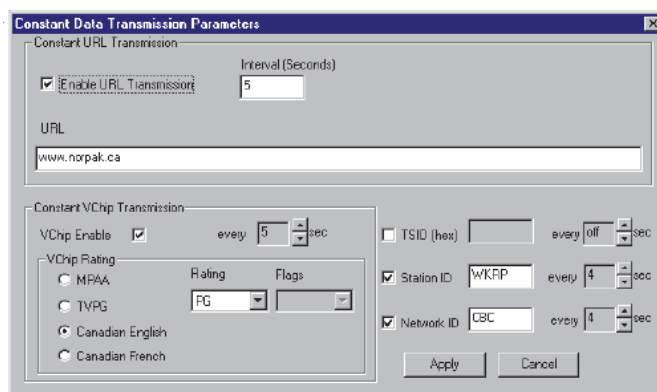 Constant Data Transmission Parameters
Constant URL Transmission
Interval (Seconds)
Enable URL Transmission
5
URL
www.norpak.ca
Constant VChip Transmission
VChip Enable every 5 sec
VChip Rating
MPAA
Rating Flags
TVPG
PG
Canadian English
Canadian French
TSID (hex) every off sec
Station ID WKRP every 4 sec
Network ID CBC every 4 sec
Apply Cancel